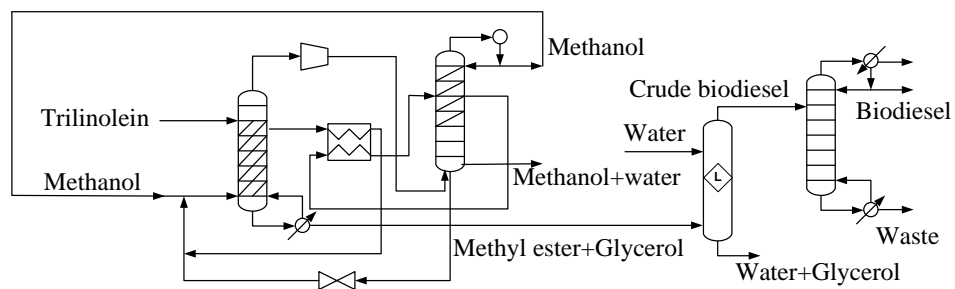 Methanol
Trilinolein
Methanol
Methyl ester+Glycerol
Methanol+water
Water
Crude biodiesel
L
Water+Glycerol
Biodiesel
Waste